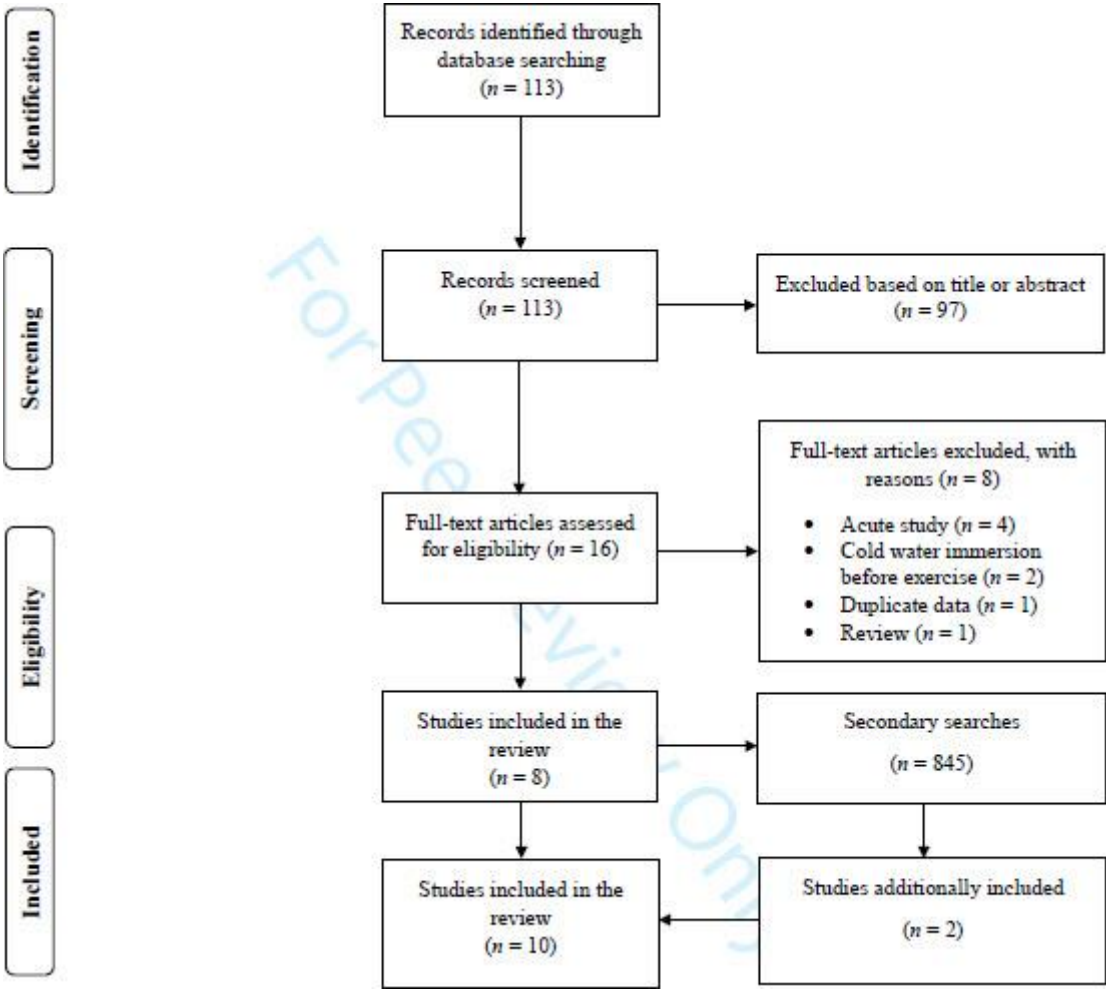 Identification
Records identified through
database searching
(n = 113)
Screening
Records screened
(n = 113)
Excluded based on title or abstract
(n = 97)
Full-text articles excluded, with
reasons (n = 8)
• Acute study (n = 4)
• Cold water immersion
before exercise (n = 2)
• Duplicate data (n = 1)
• Review (n = 1)
Eligibility
Full-text articles assessed
for eligibility (n = 16)
Studies included in the
review
(n = 8)
Secondary searches
(n = 845)
Included
Studies included in the
review
(n = 10)
Studies additionally included
(n = 2)
For Peer Review Only